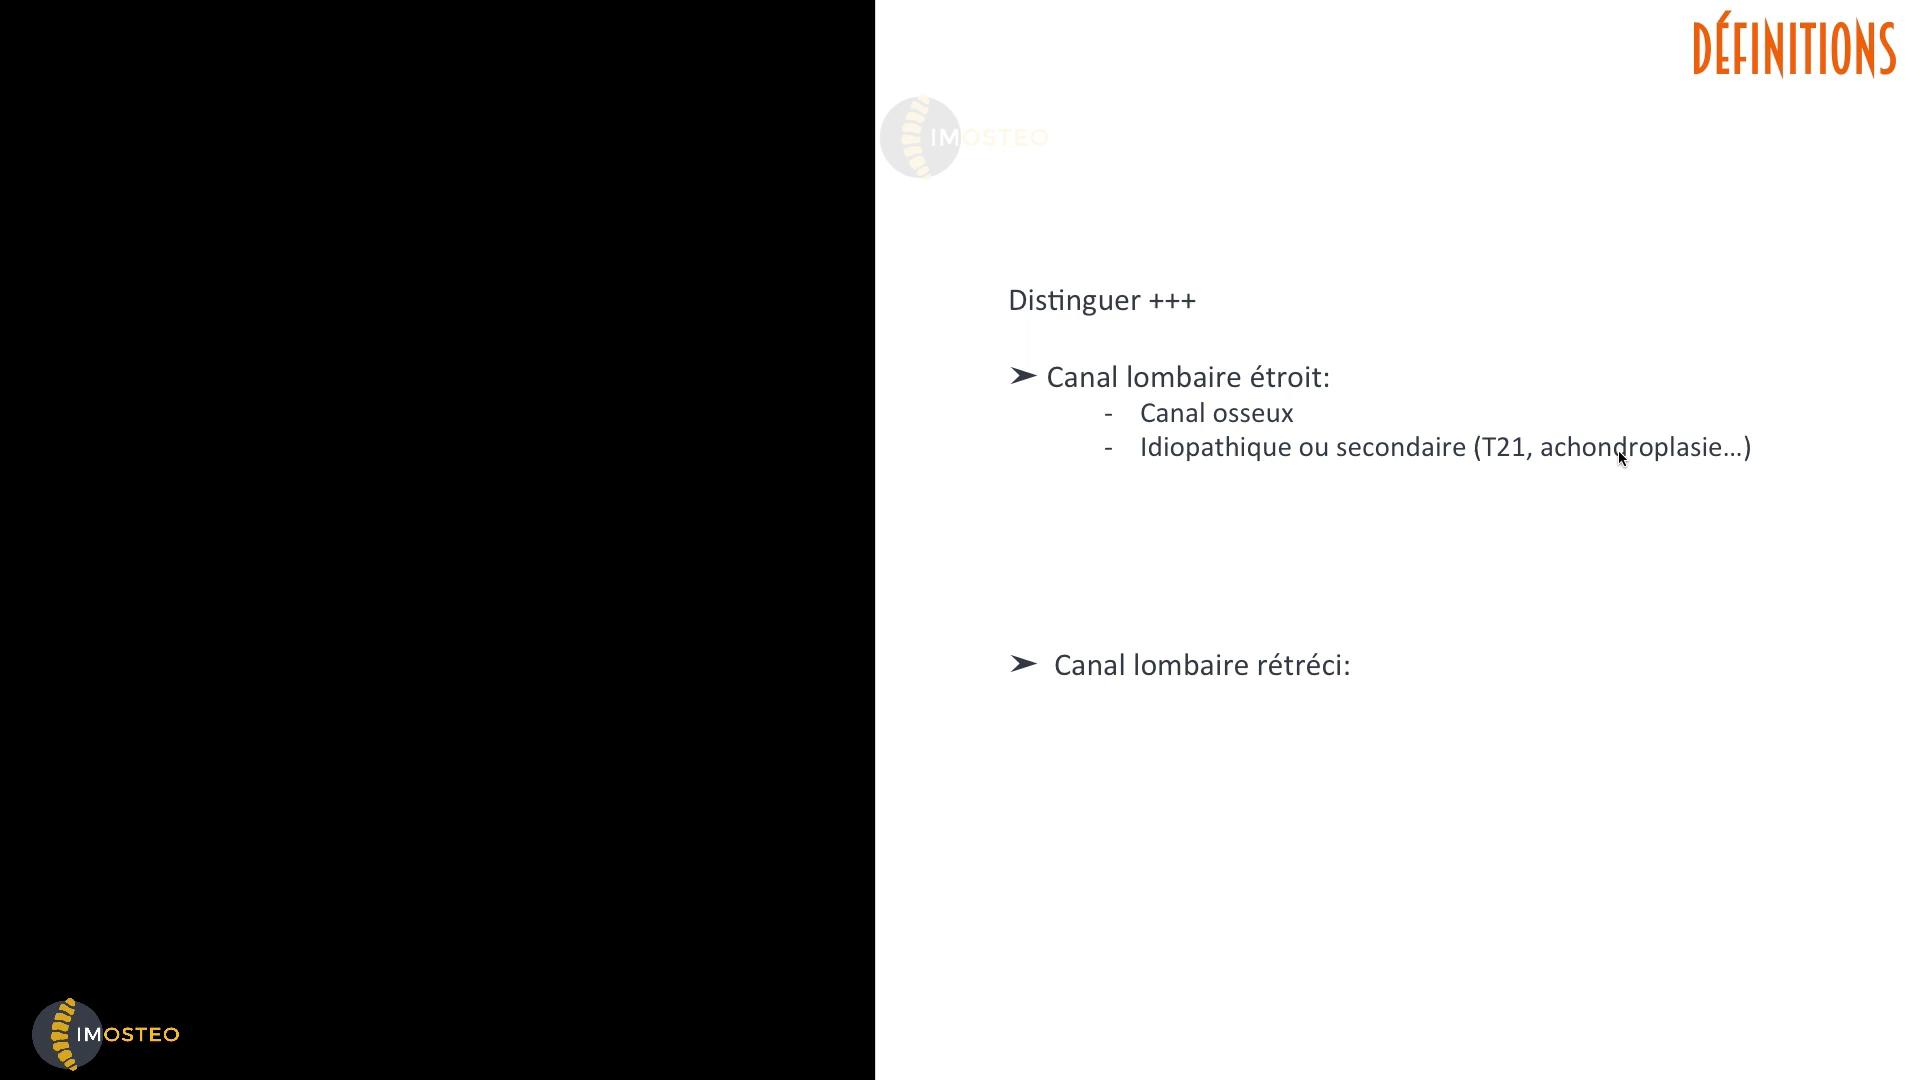 DÉFINITIONS
IMOSTEO
Distinguer +++
➤ Canal lombaire étroit:
- Canal osseux
- Idiopathique ou secondaire (T21, achondroplasie...)
➤ Canal lombaire rétréci:
IMOSTEO